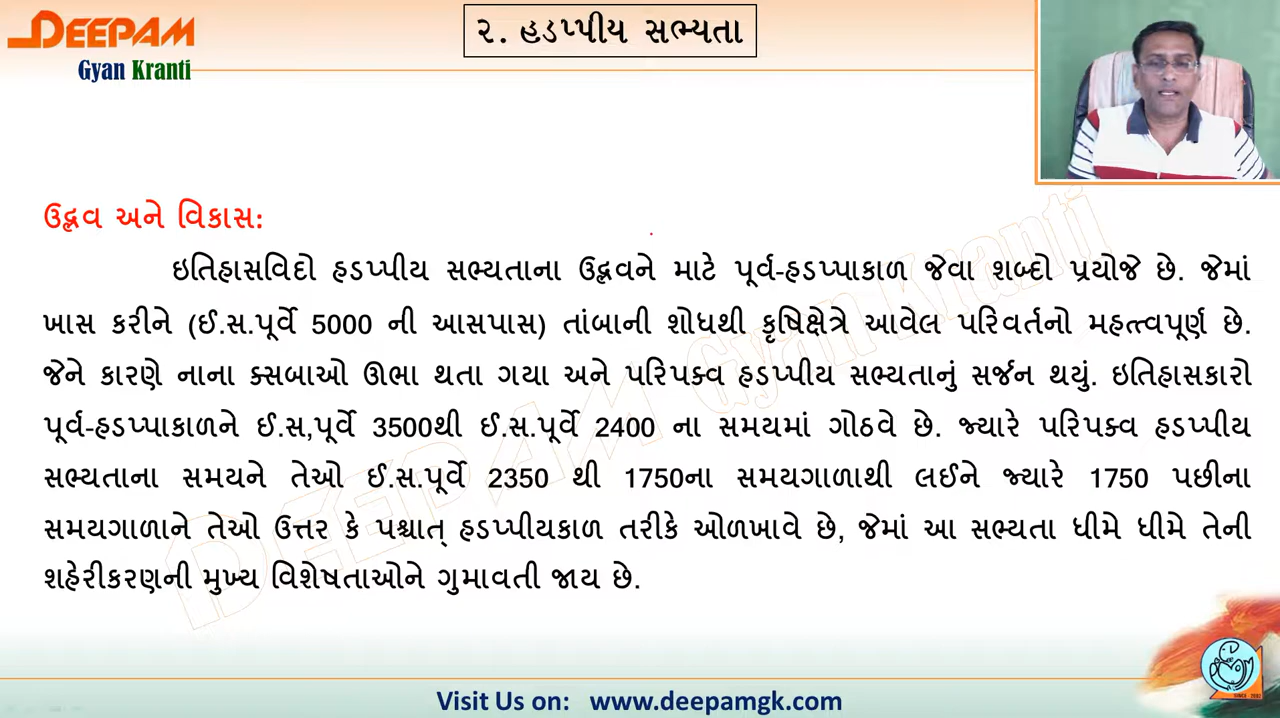 DEEPAM
Gyan Kranti
૨. હડપ્પીય સભ્યતા
ઉદ્ભવ અને વિકાસ:
ઇતિહાસવિદો હડપ્પીય સભ્યતાના ઉદ્ભવને માટે પૂર્વ-હડપ્પાકાળ જેવા શબ્દો પ્રયોજે છે. જેમાં
ખાસ કરીને (ઈ.સ.પૂર્વે 5000 ની આસપાસ) તાંબાની શોધથી કૃષિક્ષેત્રે આવેલ પરિવર્તનો મહત્ત્વપૂર્ણ છે.
જેને કારણે નાના ક્સબાઓ ઊભા થતા ગયા અને પરિપક્વ હડપ્પીય સભ્યતાનું સર્જન થયું. ઇતિહાસકારો
પૂર્વ-હડપ્પાકાળને ઈ.સ,પૂર્વે 3500થી ઈ.સ.પૂર્વે 2400 ના સમયમાં ગોઠવે છે. જ્યારે પરિપક્વ હડપ્પીય
સભ્યતાના સમયને તેઓ ઈ.સ.પૂર્વે 2350 થી 1750ના સમયગાળાથી લઈને જ્યારે 1750 પછીના
સમયગાળાને તેઓ ઉત્તર કે પશ્ચાત્ હડપ્પીયકાળ તરીકે ઓળખાવે છે, જેમાં આ સભ્યતા ધીમે ધીમે તેની
શહેરીકરણની મુખ્ય વિશેષતાઓને ગુમાવતી જાય છે.
DEEPAM Gyan Kranti
Visit Us on: www.deepamgk.com